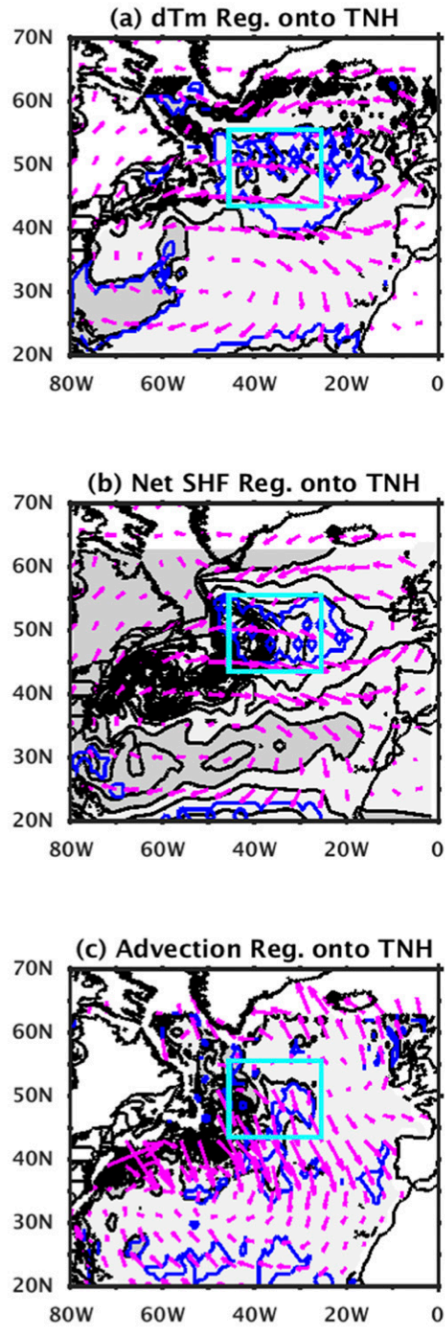 (a) dTm Reg. onto TNH
70N
60N
50N
40N
30N
20N
80W 60W 40W 20W 0
(b) Net SHF Reg. onto TNH
70N
60N
50N
40N
30N
20N
80W 60W 40W 20W 0
(c) Advection Reg. onto TNH
70N
60N
50N
40N
30N
20N
80W 60W 40W 20W 0